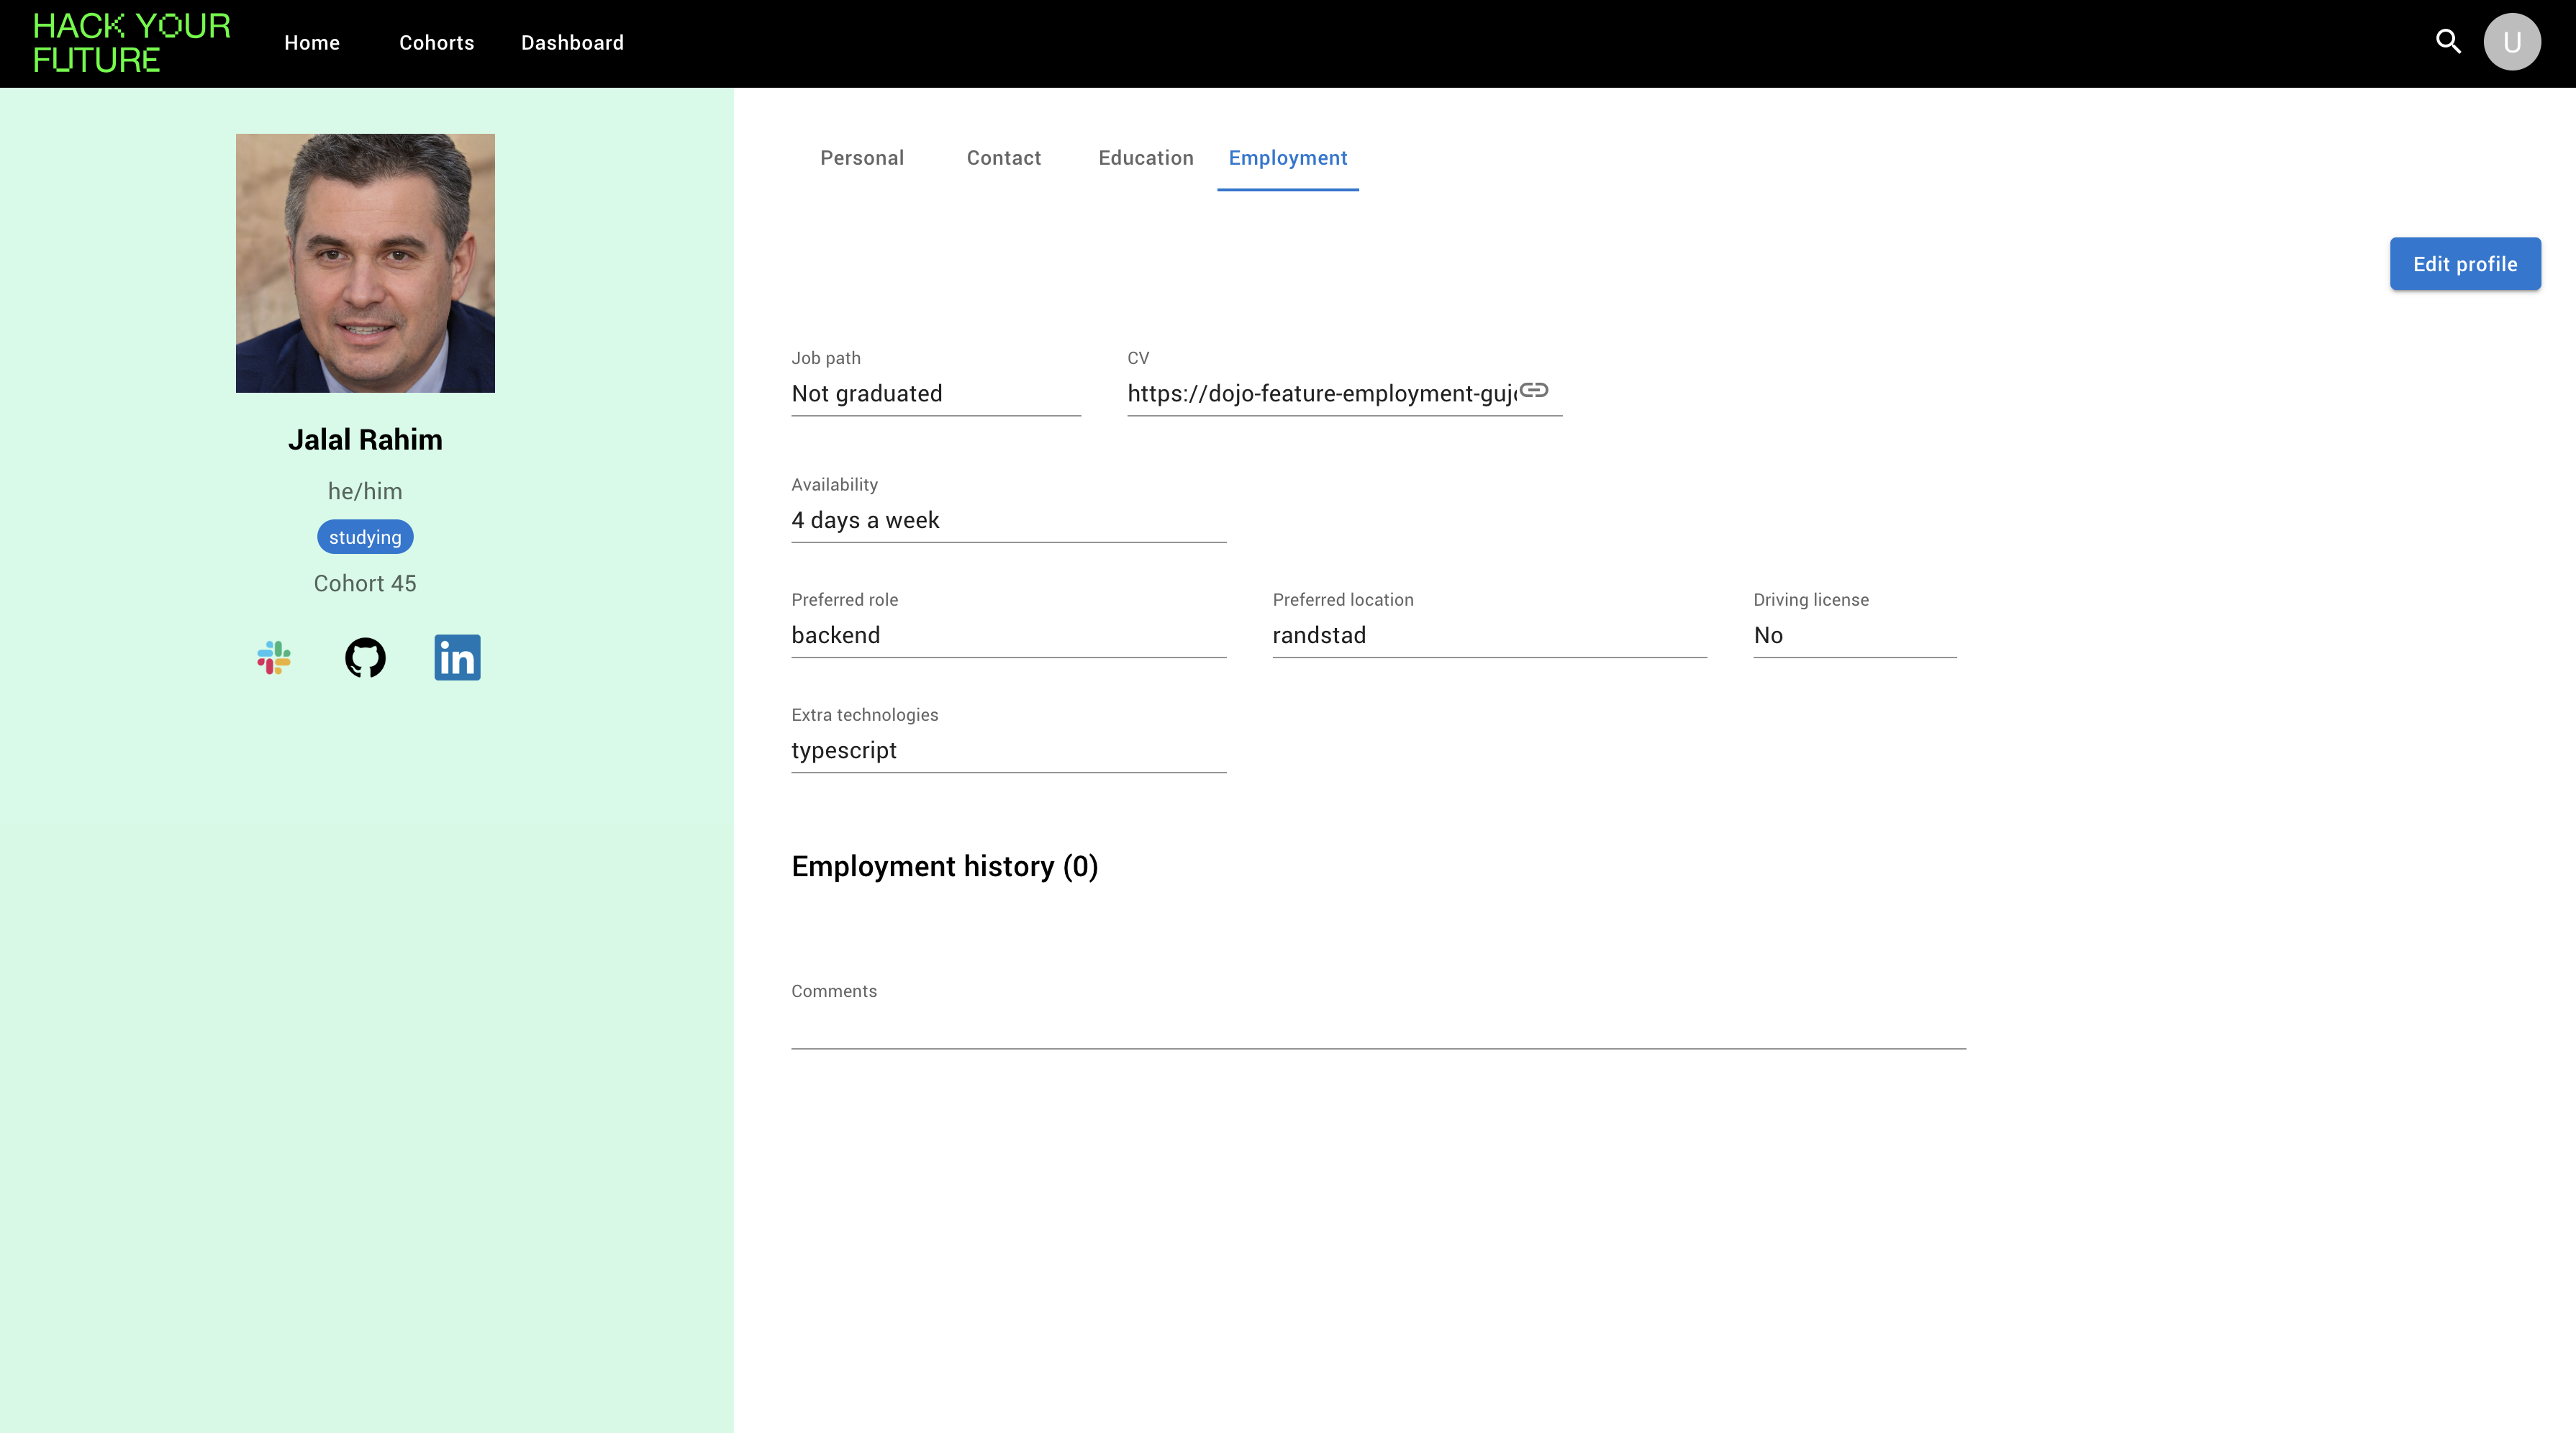 HACK YOUR
FUTURE
Home Cohorts Dashboard
U
Jalal Rahim
he/him
studying
Cohort 45
in
Personal Contact Education Employment
Edit profile
Job path
Not graduated
CV
https://dojo-feature-employment-guj
Availability
4 days a week
Preferred role
backend
Preferred location
randstad
Driving license
No
Extra technologies
typescript
Employment history (0)
Comments